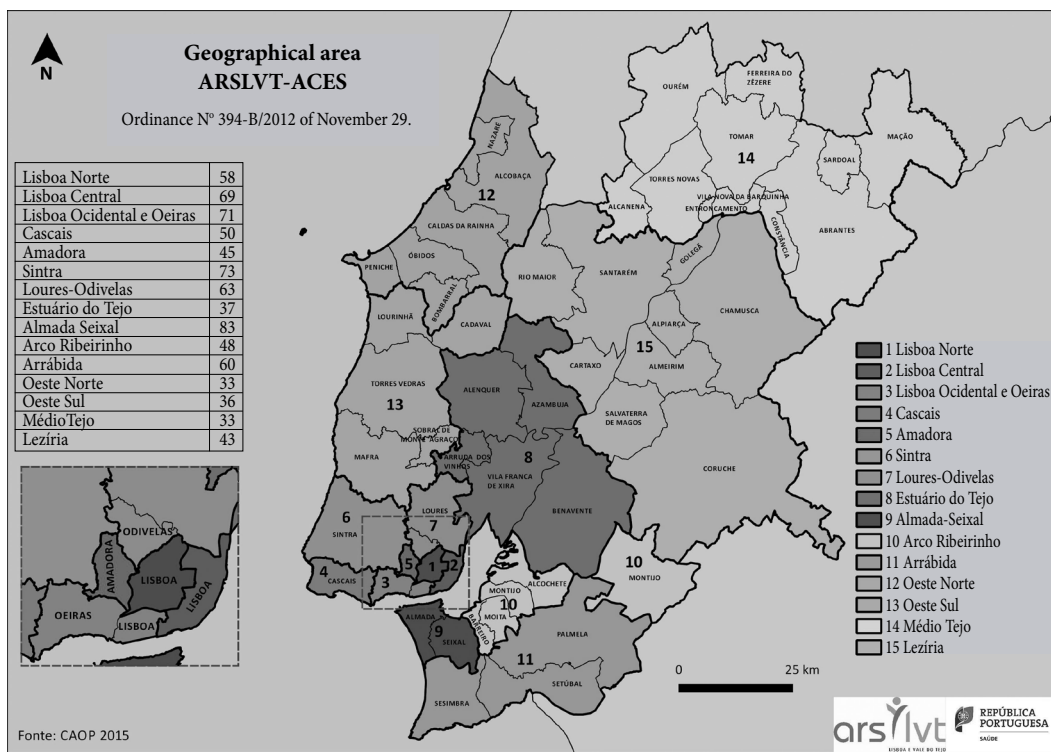 Geographical area
ARSLVT-ACES
Ordinance Nº 394-B/2012 of November 29.
N
Lisboa Norte 58
Lisboa Central 69
Lisboa Ocidental e Oeiras 71
Cascais 50
Amadora 45
Sintra 73
Loures-Odivelas 63
Estuário do Tejo 37
Almada Seixal 83
Arco Ribeirinho 48
Arrábida 60
Oeste Norte 33
Oeste Sul 36
MédioTejo 33
Lezíria 43
OURÉM
FERREIRA DO
ZÊZERE
TOMAR
14
MAÇÃO
SARDOAL
TORRES NOVAS
VILA NOVA DA BARQUINHA
ENTRONCAMENTO
ALCANENA
CONSTÂNCIA
ABRANTES
NAZARÉ
ALCOBAÇA
12
CALDAS DA RAINHA
ÓBIDOS
PENICHE
BOMBARRAL
RIO MAIOR
SANTARÉM
GOLEGÃ
CHAMUSCA
LOURINHÃ
CADAVAL
ALPIARÇA
15
CARTAXO
ALMEIRIM
TORRES VEDRAS
13
ALENQUER
AZAMBUJA
SALVATERRA
DE MAGOS
SOBRAL DE
MONTE AGRAÇO
MAFRA
ARRUDA DOS
VINHOS
8
VILA FRANCA
DE XIRA
CORUCHE
BENAVENTE
LOURES
7
6
SINTRA
5
1
2
4
CASCAIS
3
10
MONTIJO
ALCOCHETE
MONTIJO
10
MOITA
BARREIRO
ALMADA
9
SEIXAL
PALMELA
11
SETÚBAL
SESIMBRA
ODIVELAS
AMADORA
LISBOA
LISBOA
OEIRAS
LISBOA
1 Lisboa Norte
2 Lisboa Central
3 Lisboa Ocidental e Oeiras
4 Cascais
5 Amadora
6 Sintra
7 Loures-Odivelas
8 Estuário do Tejo
9 Almada-Seixal
10 Arco Ribeirinho
11 Arrábida
12 Oeste Norte
13 Oeste Sul
14 Médio Tejo
15 Lezíria
0 25 km
Fonte: CAOP 2015
ars lvt
LISBOA E VALE DO TEJO
REPÚBLICA
PORTUGUESA
SAÚDE